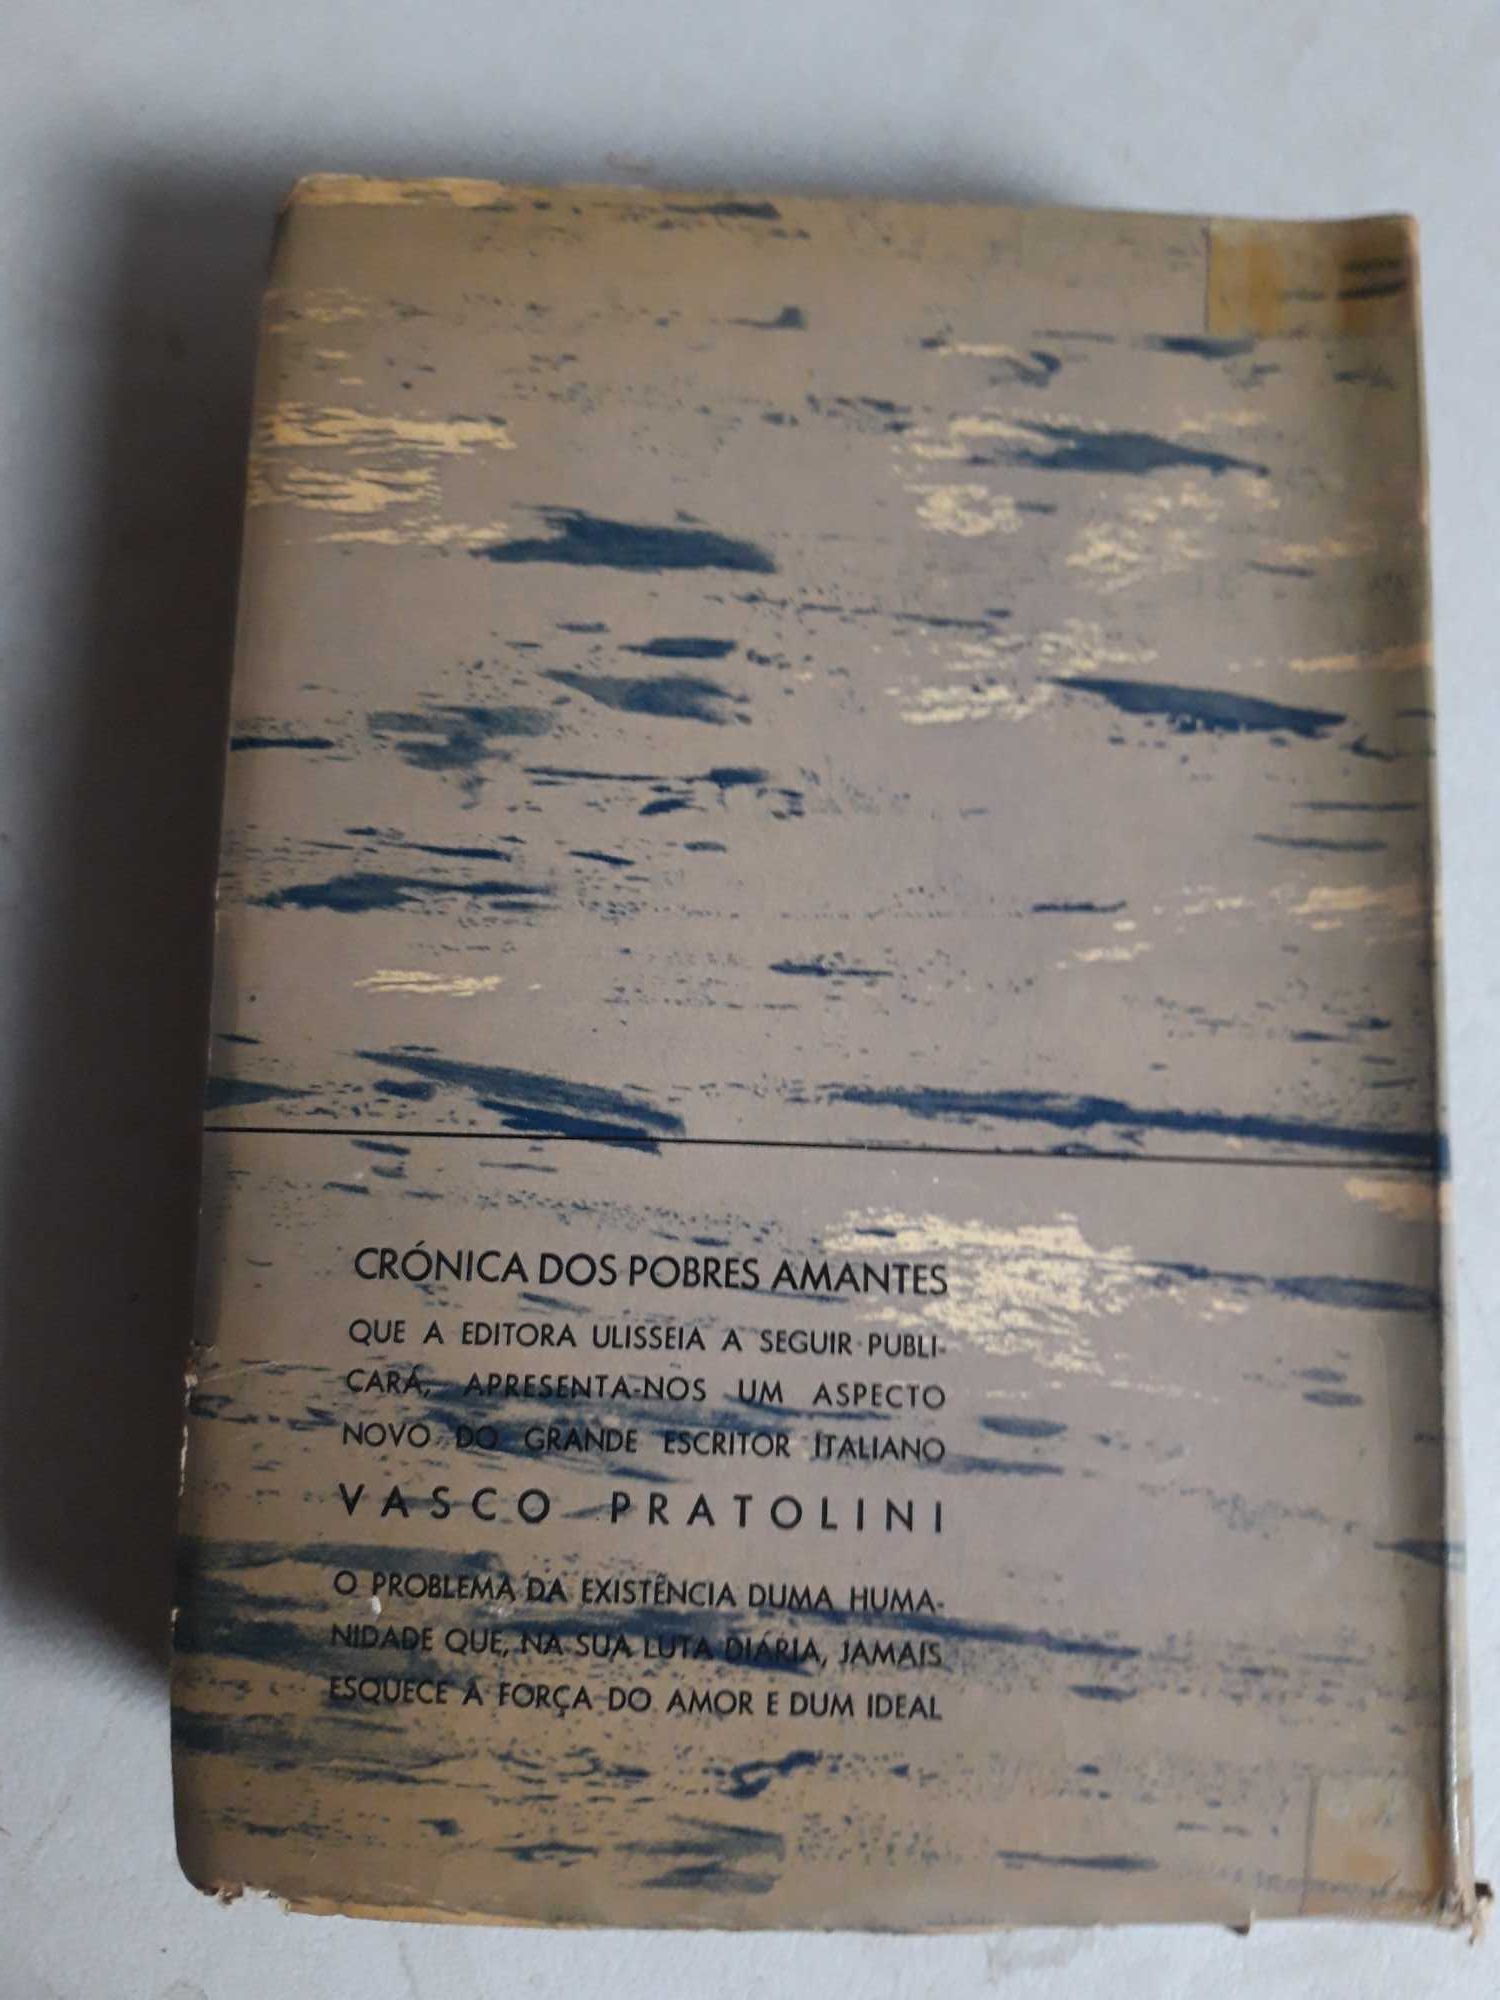 CRÓNICA DOS POBRES AMANTES
QUE A EDITORA ULISSEIA A SEGUIR PUBLI-
CARÁ, APRESENTA-NOS UM ASPECTO
NOVO DO GRANDE ESCRITOR ITALIANO
VASCO PRATOLINI
O PROBLEMA DA EXISTÊNCIA DUMA HUMA-
NIDADE QUE, NA SUA LUTA DIÁRIA, JAMAIS
ESQUECE A FORÇA DO AMOR E DUM IDEAL